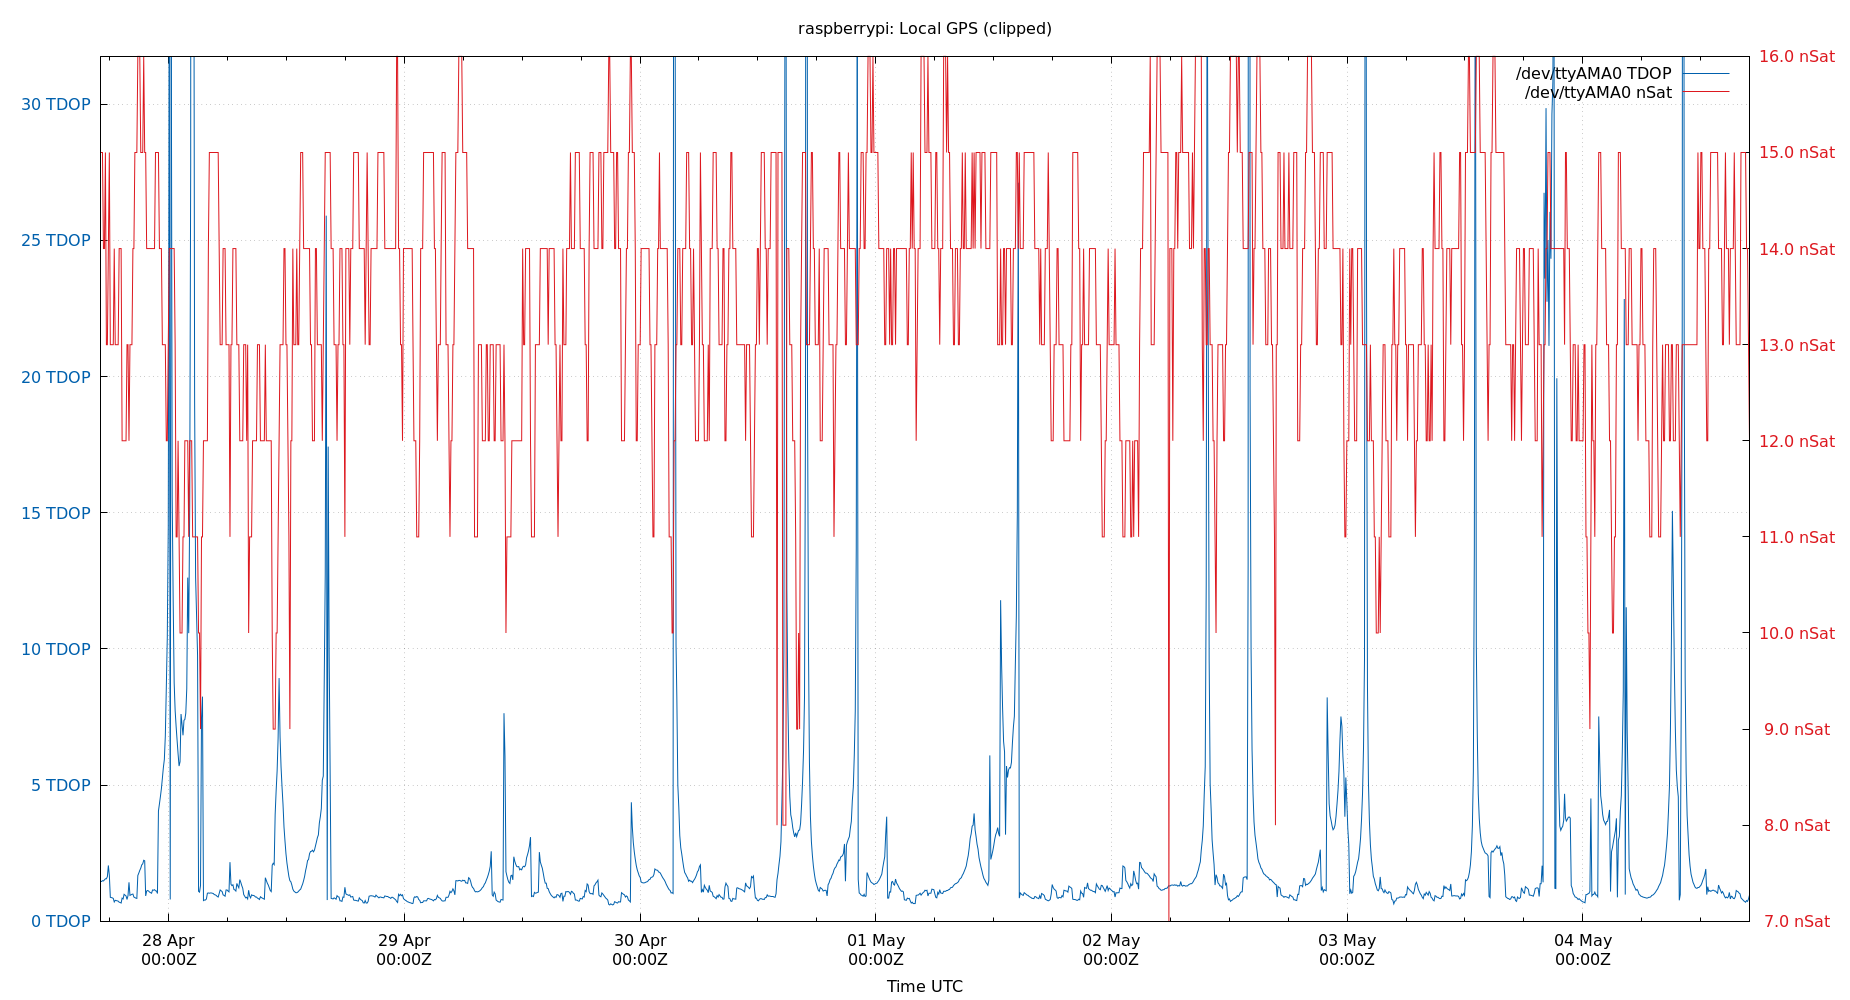 raspberrypi: Local GPS (clipped)
/dev/ttyAMA0 TDOP
/dev/ttyAMA0 nSat
30 TDOP
25 TDOP
20 TDOP
15 TDOP
10 TDOP
5 TDOP
0 TDOP
16.0 nSat
15.0 nSat
14.0 nSat
13.0 nSat
12.0 nSat
11.0 nSat
10.0 nSat
9.0 nSat
8.0 nSat
7.0 nSat
28 Apr
00:00Z
29 Apr
00:00Z
30 Apr
00:00Z
01 May
00:00Z
02 May
00:00Z
03 May
00:00Z
04 May
00:00Z
Time UTC